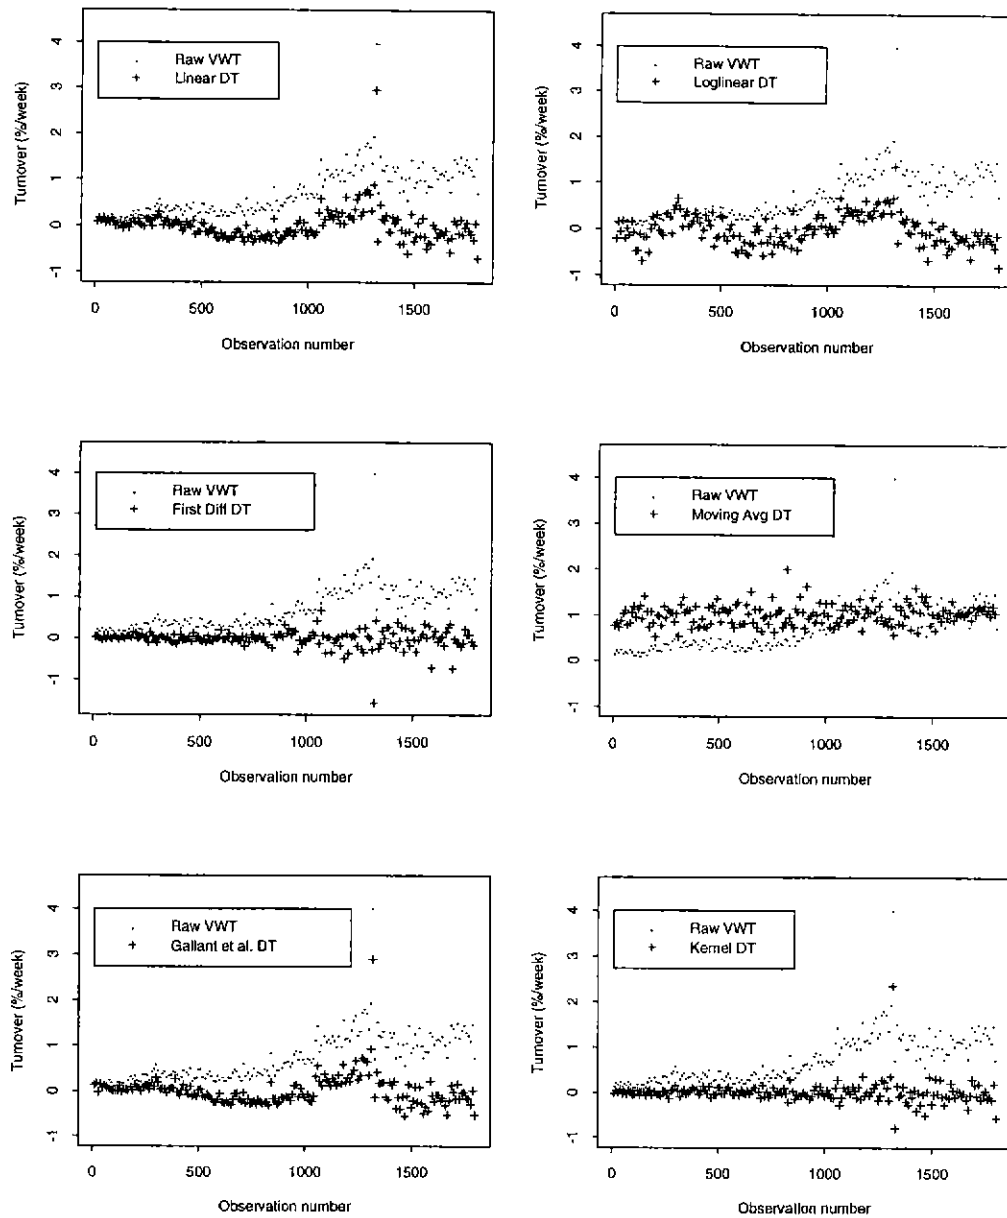 Turnover (%/week)
4
3
2
1
0
-1
Raw VWT
Linear DT
0
500
1000
1500
Observation number
Turnover (%/week)
4
3
2
1
0
-1
Raw VWT
Loglinear DT
0
500
1000
1500
Observation number
Turnover (%/week)
4
3
2
1
0
-1
Raw VWT
First Diff DT
0
500
1000
1500
Observation number
Turnover (%/week)
4
3
2
1
0
-1
Raw VWT
Moving Avg DT
0
500
1000
1500
Observation number
Turnover (%/week)
4
3
2
1
0
-1
Raw VWT
Gallant et al. DT
0
500
1000
1500
Observation number
Turnover (%/week)
4
3
2
1
0
-1
Raw VWT
Kernel DT
0
500
1000
1500
Observation number